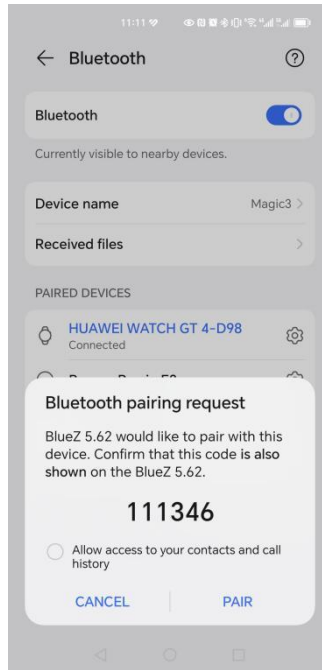 11:11
Bluetooth
Bluetooth
Currently visible to nearby devices.
Device name Magic3
Received files
PAIRED DEVICES
HUAWEI WATCH GT 4-D98
Connected
Bluetooth pairing request
BlueZ 5.62 would like to pair with this
device. Confirm that this code is also
shown on the BlueZ 5.62.
111346
Allow access to your contacts and call
history
CANCEL PAIR